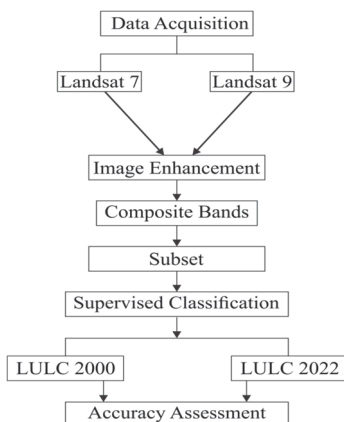 Data Acquisition
Landsat 7
Landsat 9
Image Enhancement
Composite Bands
Subset
Supervised Classification
LULC 2000
LULC 2022
Accuracy Assessment